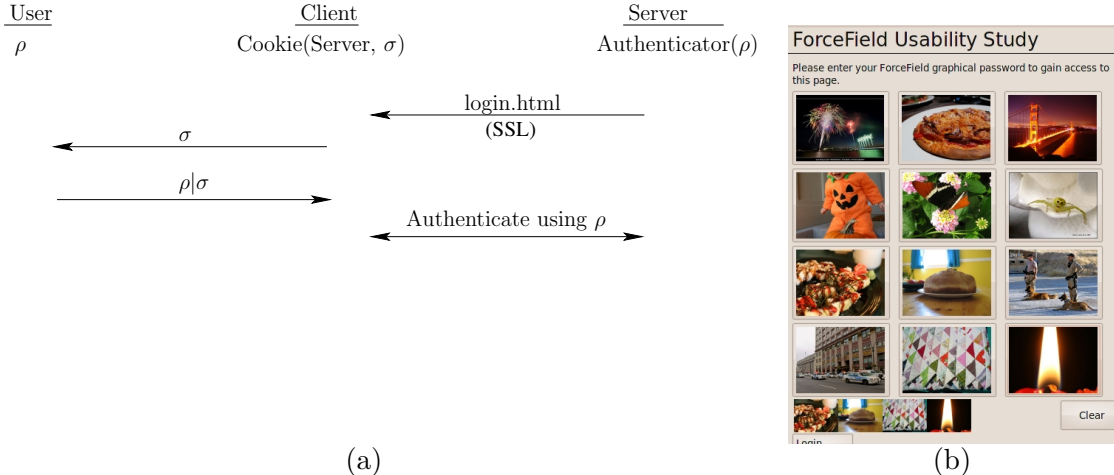 User
Client
Server
ρ
Cookie(Server, σ)
Authenticator(ρ)
login.html
(SSL)
σ
ρ|σ
Authenticate using ρ
(a)
ForceField Usability Study
Please enter your ForceField graphical password to gain access to
this page.
Clear
Login
(b)